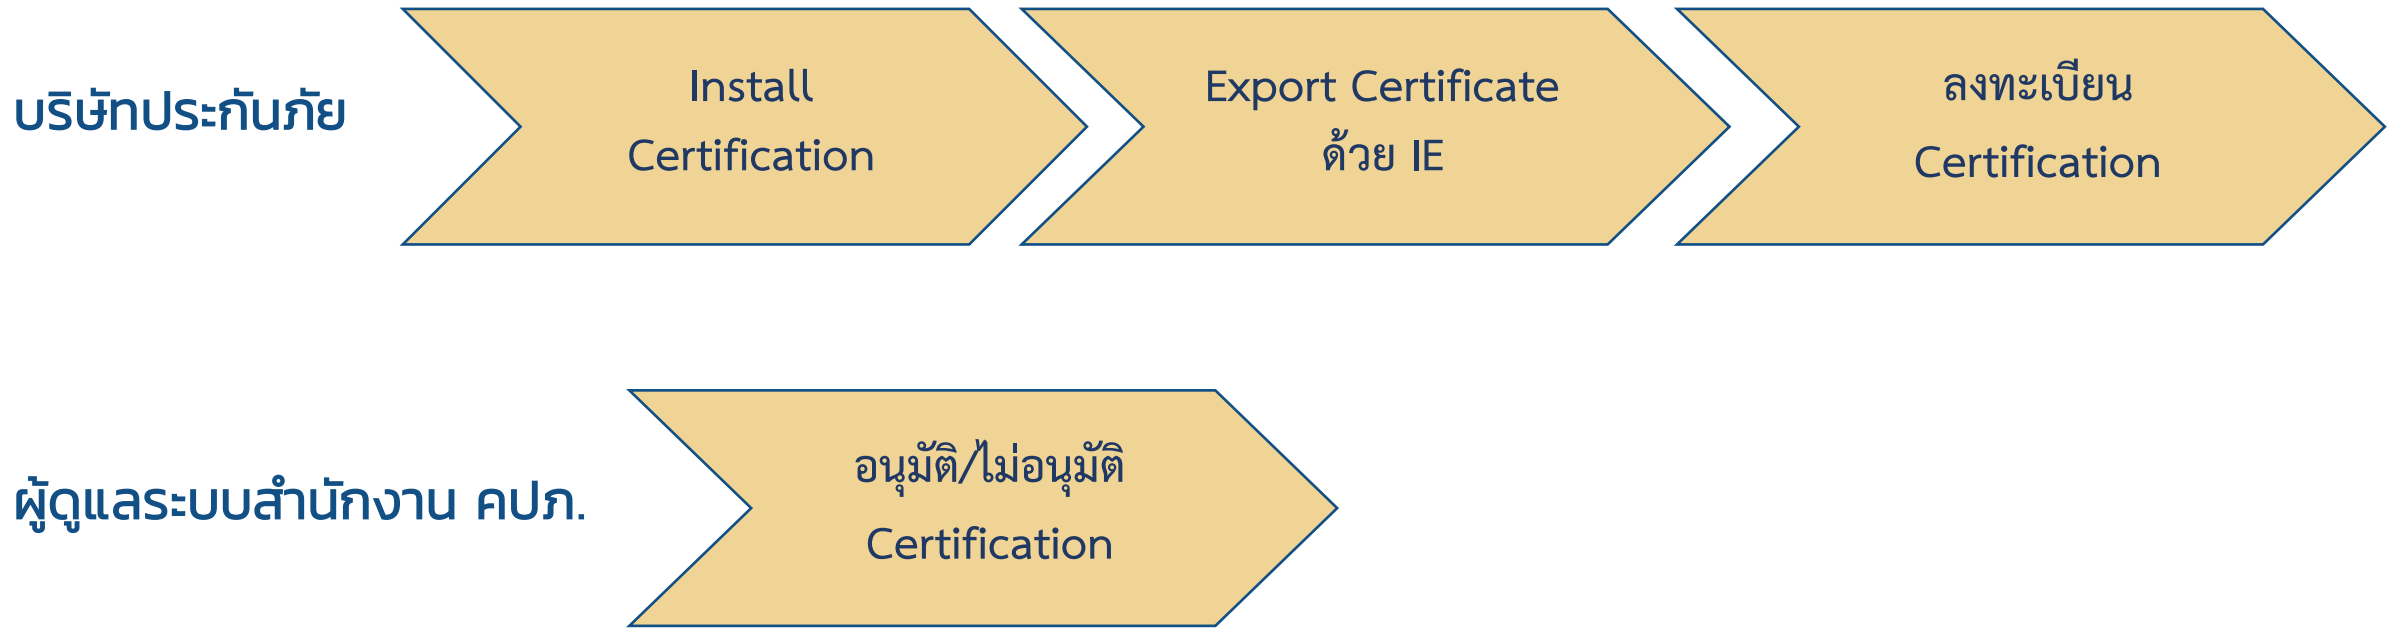 บริษัทประกันภัย
Install
Certification
Export Certificate
ด้วย IE
ลงทะเบียน
Certification
ผู้ดูแลระบบสำนักงาน คปภ.
อนุมัติ/ไม่อนุมัติ
Certification